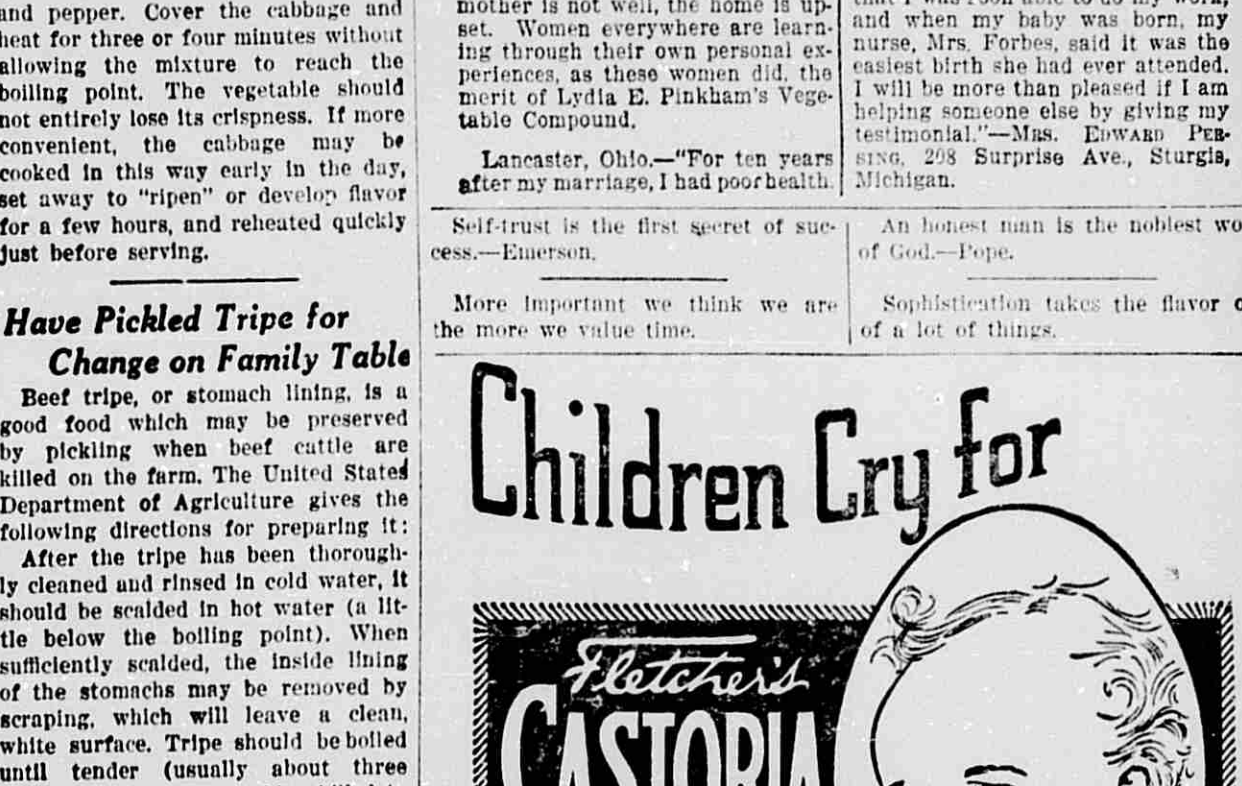 and pepper. Cover the cabbage and
heat for three or four minutes without
allowing the mixture to reach the
boiling point. The vegetable should
not entirely lose its crispness. If more
convenient, the cabbage may be
cooked in this way early in the day,
set away to "ripen" or develop flavor
for a few hours, and reheated quickly
just before serving.
Have Pickled Tripe for
Change on Family Table
Beef tripe, or stomach lining, is a
good food which may be preserved
by pickling when beef cattle are
killed on the farm. The United States
Department of Agriculture gives the
following directions for preparing it:
After the tripe has been thorough-
ly cleaned and rinsed in cold water, it
should be scalded in hot water (a lit-
tle below the boiling point). When
sufficiently scalded, the inside lining
of the stomachs may be removed by
scraping, which will leave a clean,
white surface. Tripe should be boiled
until tender (usually about three
mother is not well, the home is up-
set. Women everywhere are learn-
ing through their own personal ex-
periences, as these women did, the
merit of Lydia E. Pinkham's Vege-
table Compound.
Lancaster, Ohio.—"For ten years
after my marriage, I had poor health
and when my baby was born, my
nurse, Mrs. Forbes, said it was the
easiest birth she had ever attended.
I will be more than pleased if I am
helping someone else by giving my
testimonial."—MRS. EDWARD PER-
SING, 208 Surprise Ave., Sturgis,
Michigan.
Self-trust is the first secret of suc-
cess.—Emerson.
More important we think we are
the more we value time.
An honest man is the noblest wo
of God.—Pope.
Sophistication takes the flavor o
of a lot of things.
Children Cry for
Fletcher's
CASTORIA